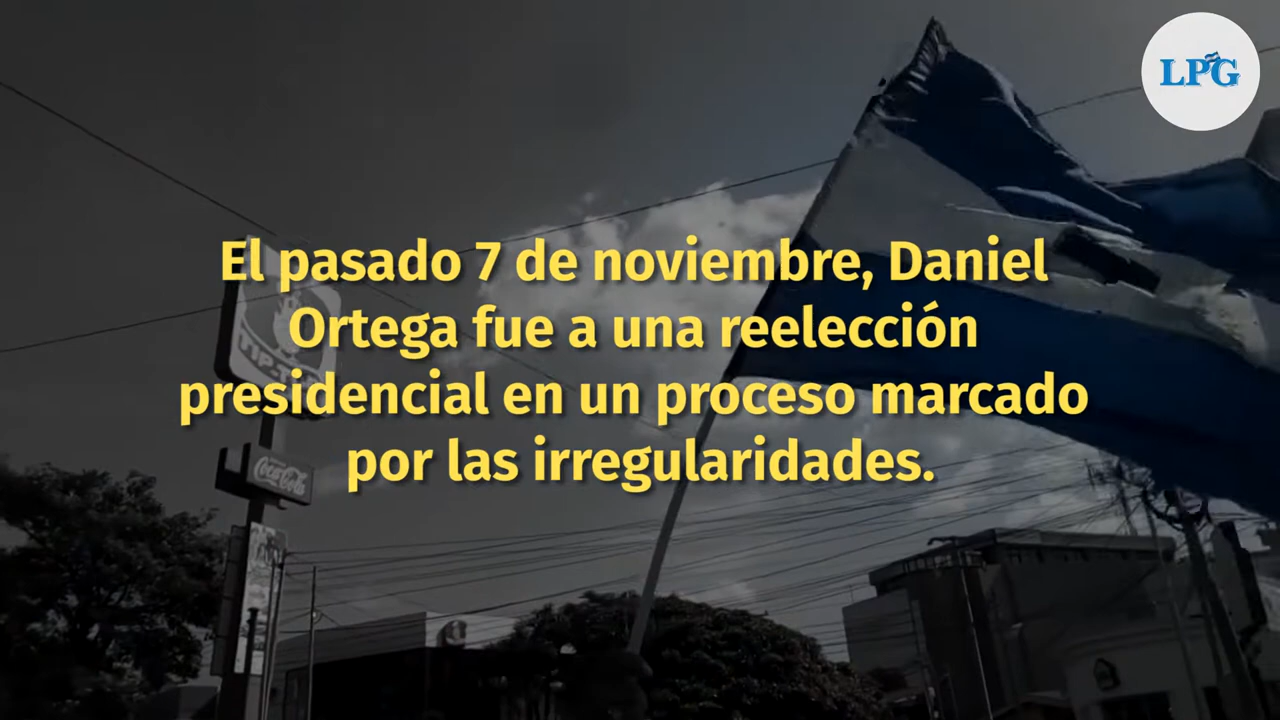 LPG
El pasado 7 de noviembre, Daniel
Ortega fue a una reelección
presidencial en un proceso marcado
por las irregularidades.
Coca-Cola